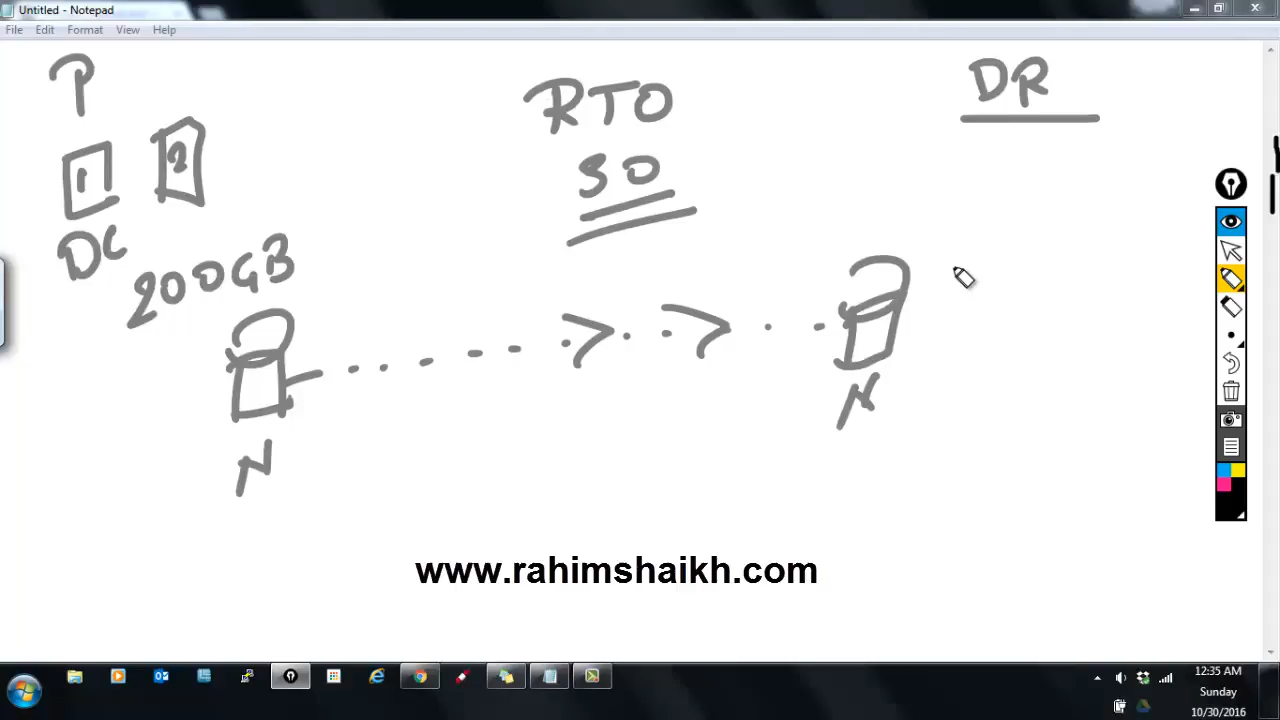 Untitled - Notepad
File Edit Format View Help
P
RTO
DR
1 2
30
DC
200GB
N
N
www.rahimshaikh.com
12:35 AM
Sunday
10/30/2016